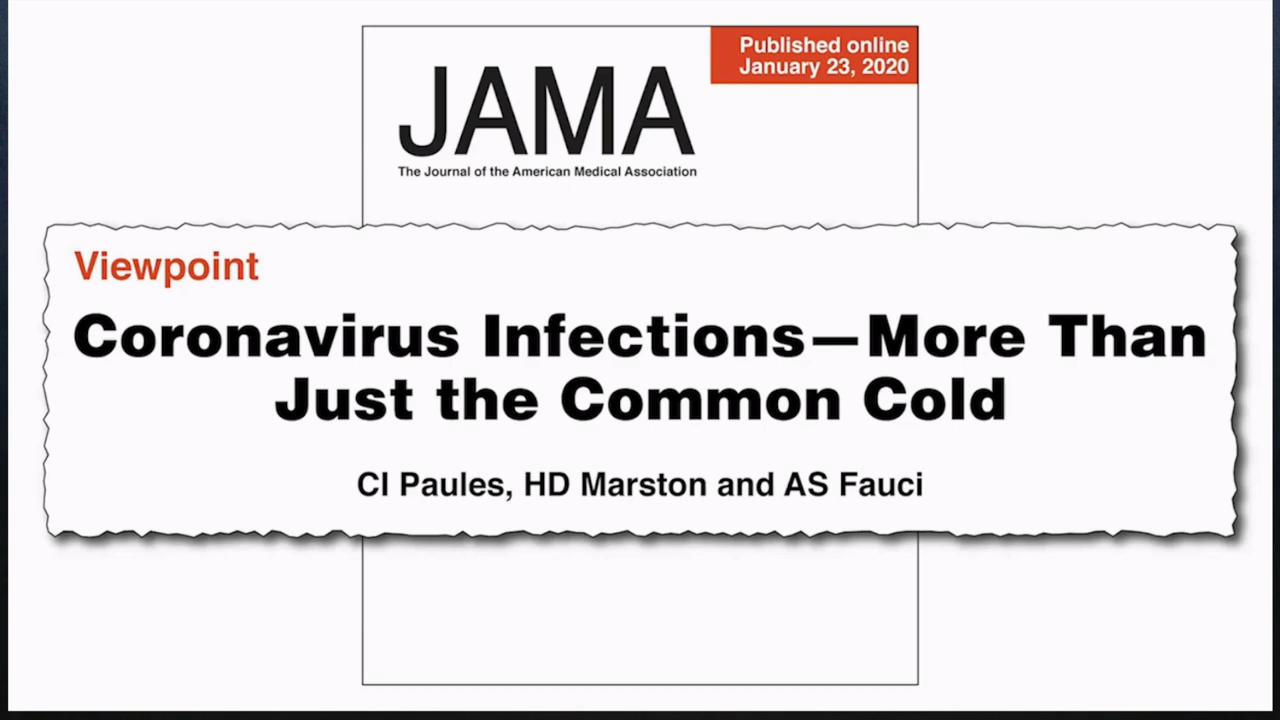 Published online
January 23, 2020
JAMA
The Journal of the American Medical Association
Viewpoint
Coronavirus Infections—More Than
Just the Common Cold
CI Paules, HD Marston and AS Fauci